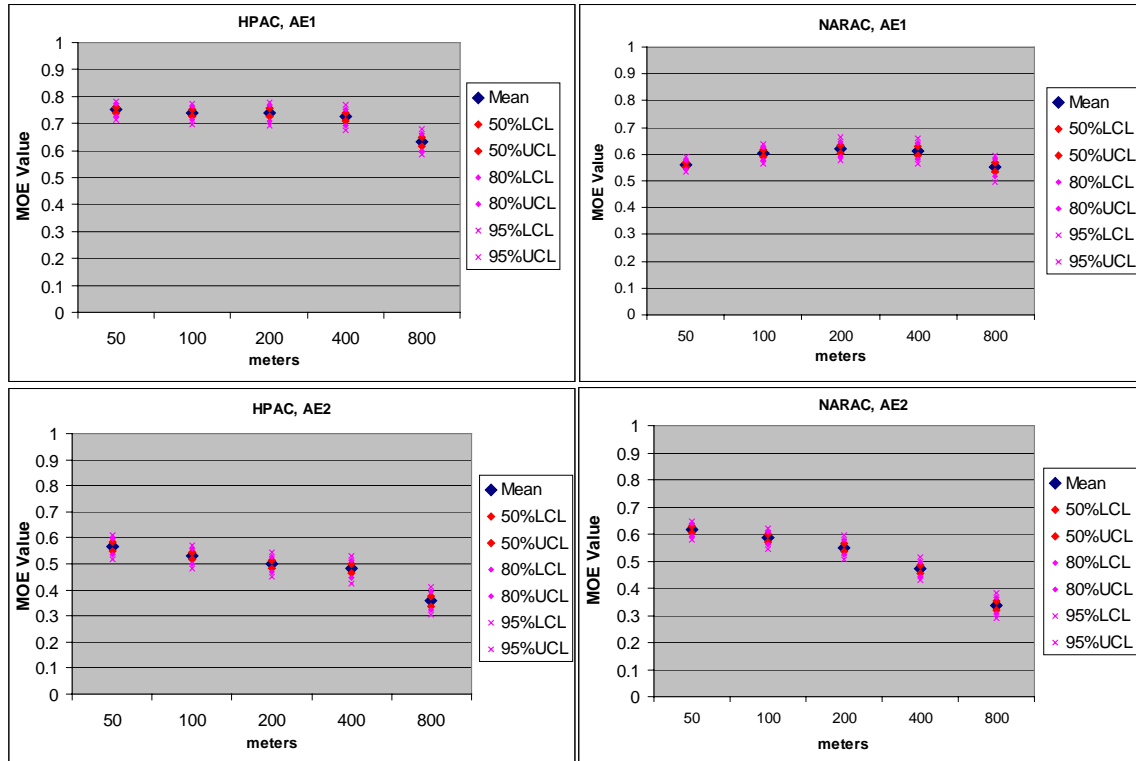 HPAC, AE1
MOE Value
1
0.9
0.8
0.7
0.6
0.5
0.4
0.3
0.2
0.1
0
50 100 200 400 800
meters
Mean
50%LCL
50%UCL
80%LCL
80%UCL
95%LCL
95%UCL
NARAC, AE1
MOE Value
1
0.9
0.8
0.7
0.6
0.5
0.4
0.3
0.2
0.1
0
50 100 200 400 800
meters
Mean
50%LCL
50%UCL
80%LCL
80%UCL
95%LCL
95%UCL
HPAC, AE2
MOE Value
1
0.9
0.8
0.7
0.6
0.5
0.4
0.3
0.2
0.1
0
50 100 200 400 800
meters
Mean
50%LCL
50%UCL
80%LCL
80%UCL
95%LCL
95%UCL
NARAC, AE2
MOE Value
1
0.9
0.8
0.7
0.6
0.5
0.4
0.3
0.2
0.1
0
50 100 200 400 800
meters
Mean
50%LCL
50%UCL
80%LCL
80%UCL
95%LCL
95%UCL